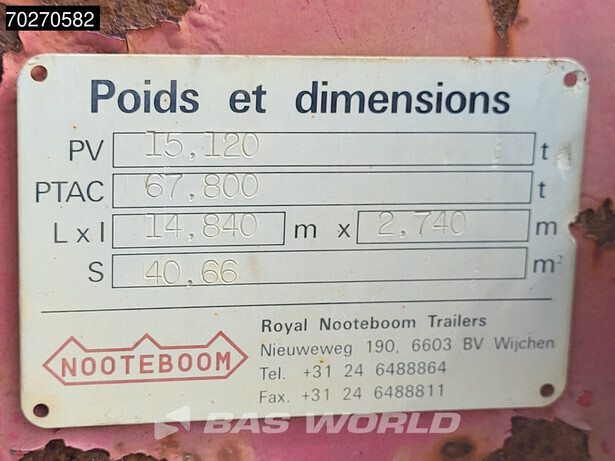 70270582
Poids et dimensions
PV 15,120 t
PTAC 67,800 t
L x l 14,840 m x 2,740 m
S 40,66 m²
Royal Nooteboom Trailers
NOOTEBOOM
Nieuweweg 190, 6603 BV Wijchen
Tel. +31 24 6488864
Fax. +31 24 6488811
BAS WORLD